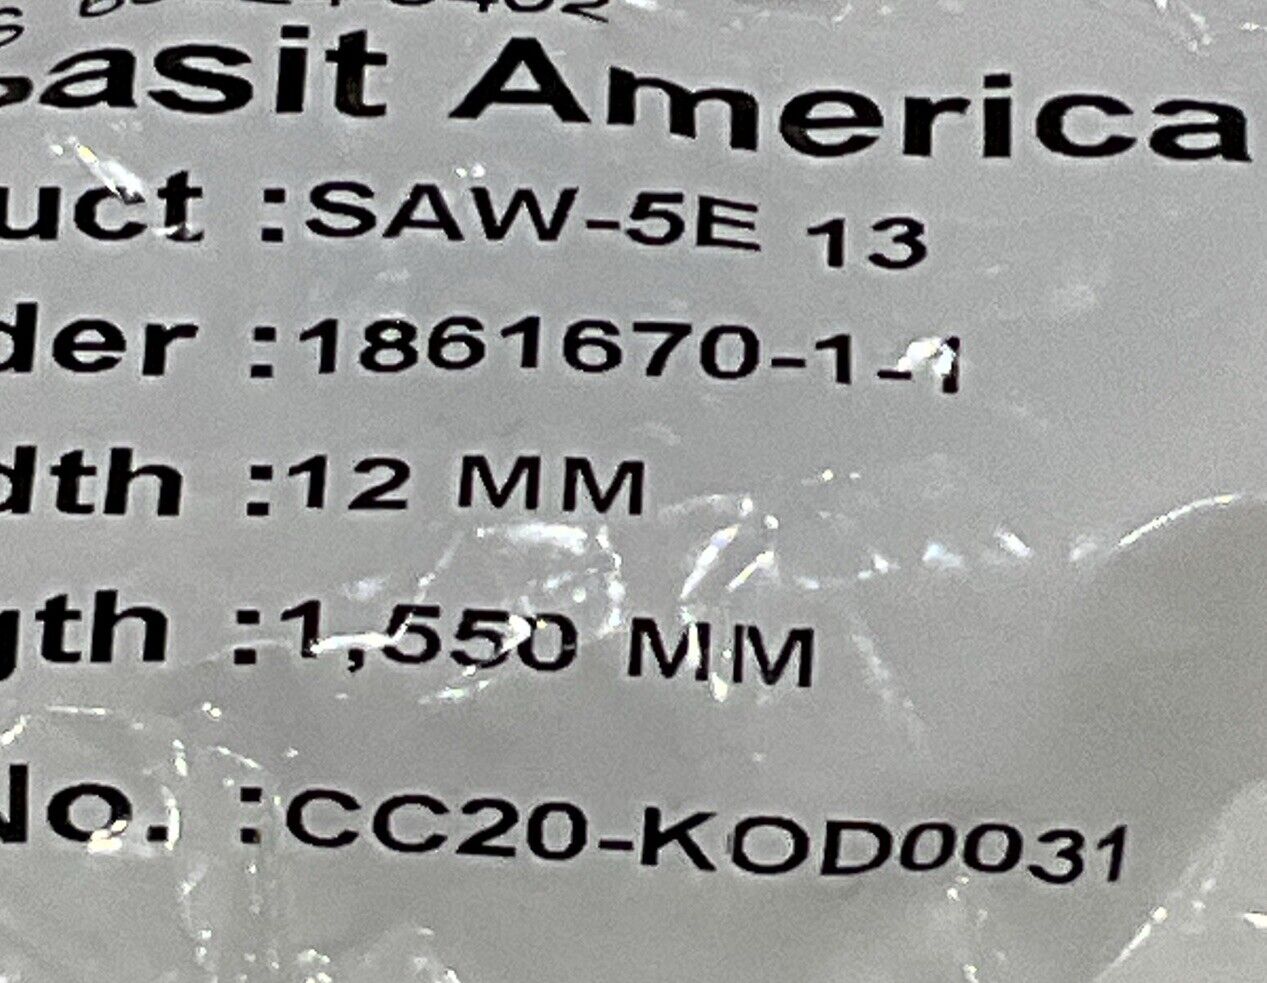 asit America
uct :SAW-5E 13
der :1861670-1-1
dth :12 MM
gth :1,550 MM
No. :CC20-KOD0031